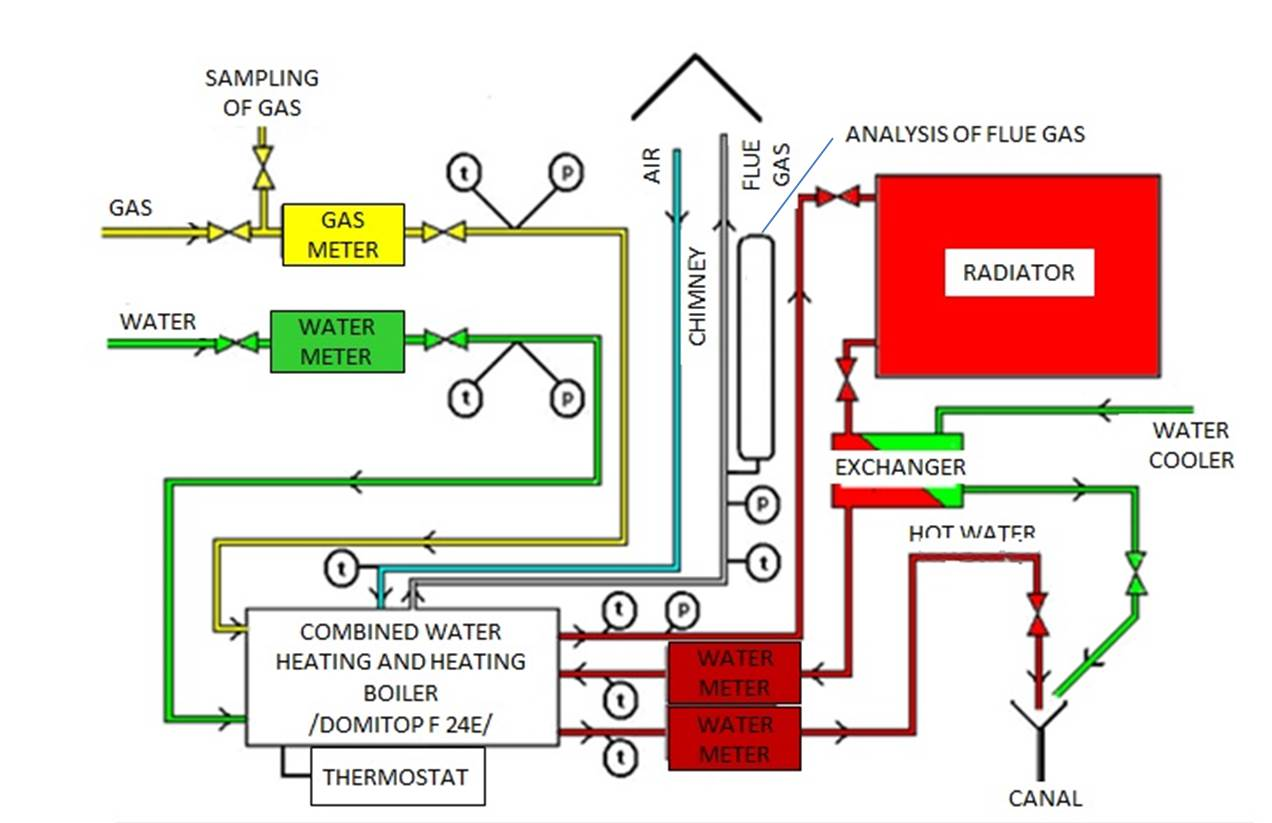 SAMPLING
OF GAS
GAS
GAS
METER
t
p
AIR
FLUE
GAS
CHIMNEY
ANALYSIS OF FLUE GAS
RADIATOR
WATER
WATER
METER
t
p
WATER
COOLER
EXCHANGER
p
t
HOT WATER
t
COMBINED WATER
HEATING AND HEATING
BOILER
/DOMITOP F 24E/
THERMOSTAT
t
p
WATER
METER
t
WATER
METER
t
CANAL